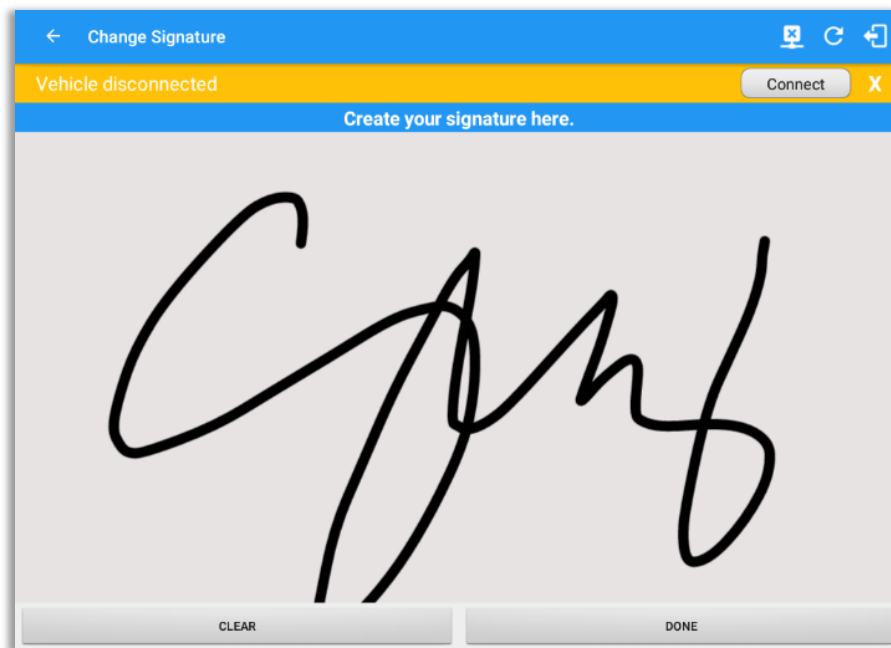 Change Signature
Vehicle disconnected
Connect
X
Create your signature here.
CLEAR
DONE